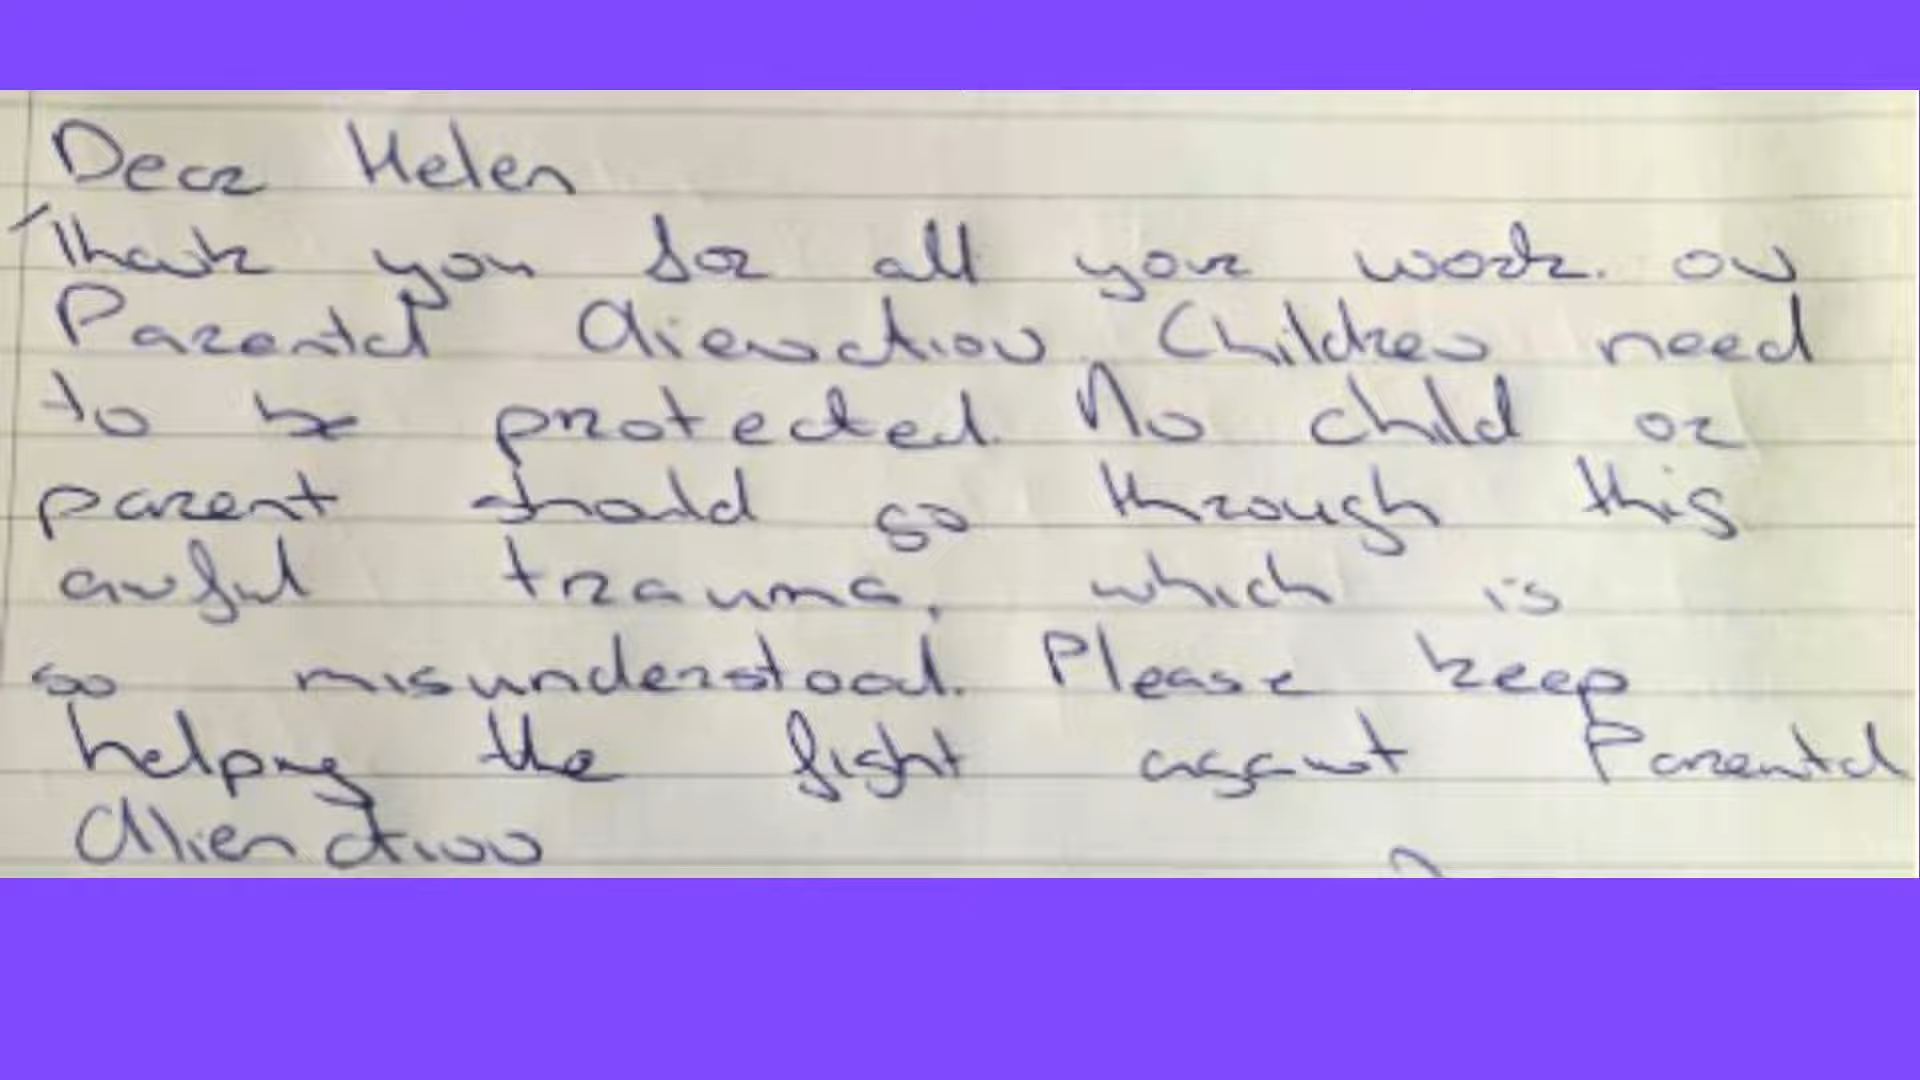 Dear Helen
Thank you for all your work. on
Parental Alienation. Children need
to be protected. No child or
parent should go through this
awful trauma, which is
so misunderstood. Please keep
helping the fight against Parental
Alienation